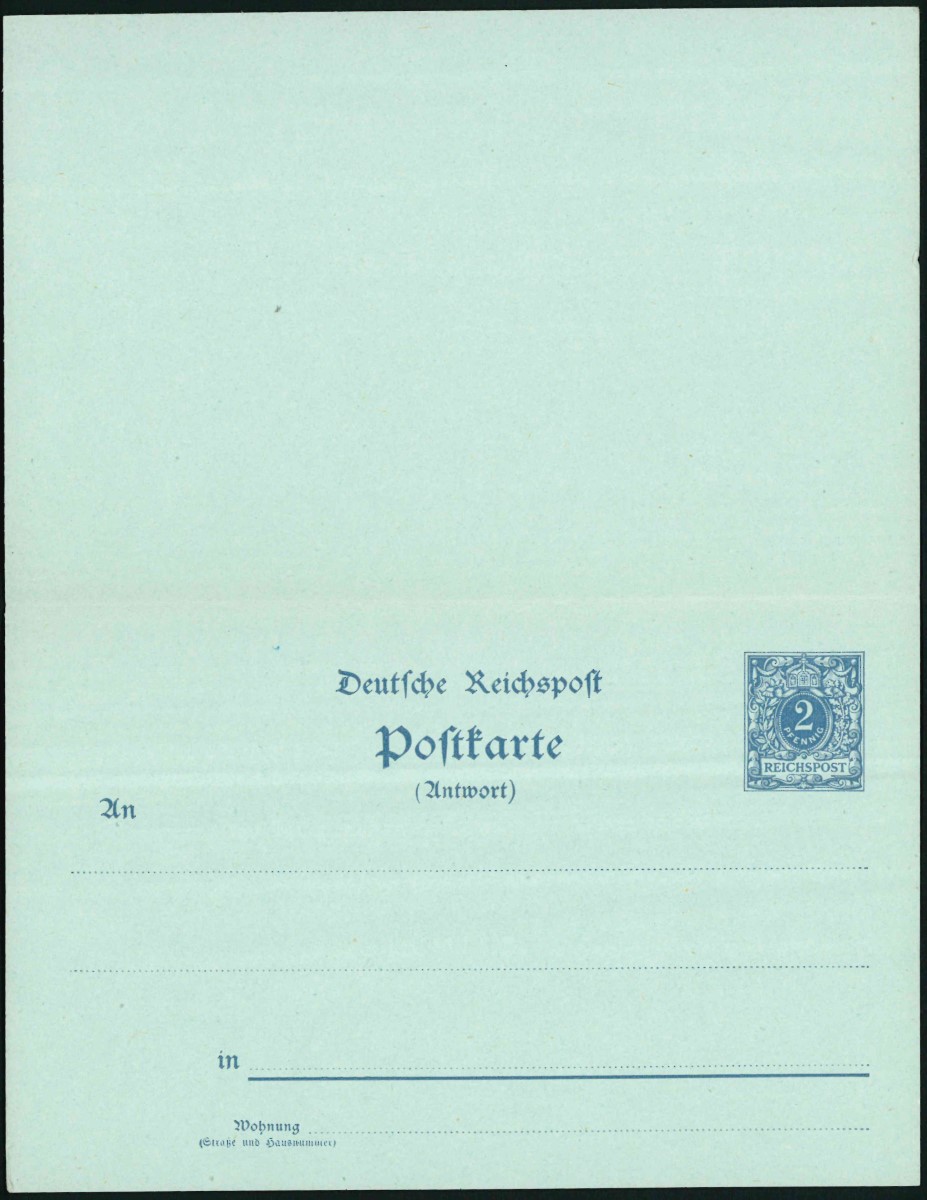 Deutsche Reichspost
Postkarte
(Antwort)
2
PFENNIG
REICHSPOST
An
in
Wohnung
(Straße und Hausnummer)